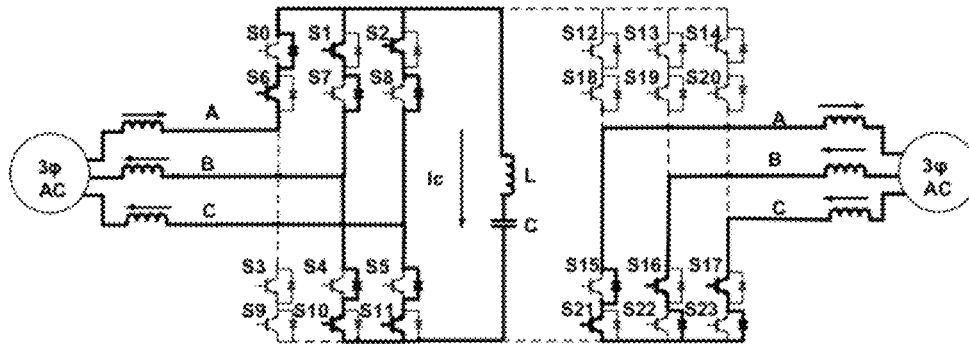 S0 S1 S2 S12 S13 S14
S6 S7 S8 S18 S19 S20
A A
3φ
AC
B Ic L B
3φ
AC
C C C
S3 S4 S5 S15 S16 S17
S9 S10 S11 S21 S22 S23